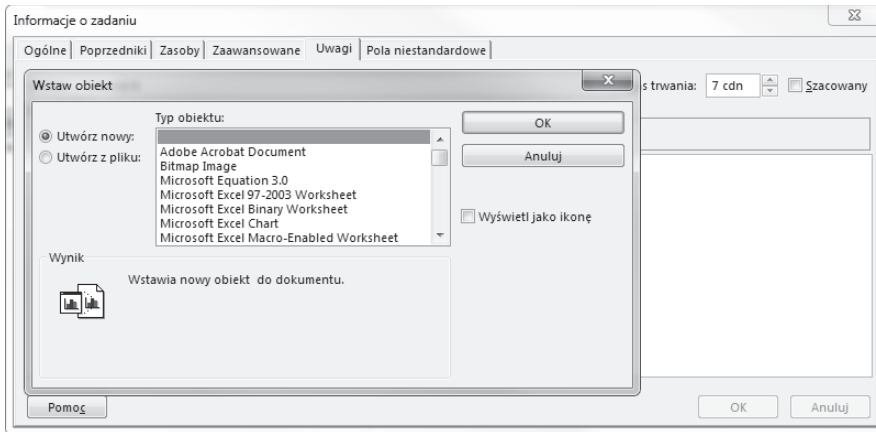 Informacje o zadaniu
Ogólne Poprzedniki Zasoby Zaawansowane Uwagi Pola niestandardowe
Wstaw obiekt
s trwania: 7 cdn Szacowany
Typ obiektu:
Utwórz nowy:
Utwórz z pliku:
Adobe Acrobat Document
Bitmap Image
Microsoft Equation 3.0
Microsoft Excel 97-2003 Worksheet
Microsoft Excel Binary Worksheet
Microsoft Excel Chart
Microsoft Excel Macro-Enabled Worksheet
OK
Anuluj
Wyświetl jako ikonę
Wynik
Wstawia nowy obiekt do dokumentu.
Pomoc
OK Anuluj